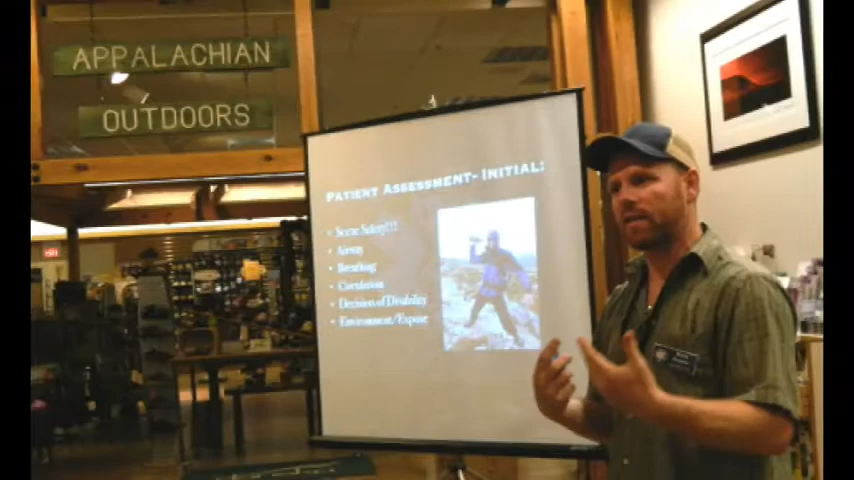 APPALACHIAN
OUTDOORS
PATIENT ASSESSMENT- INITIAL:
• Scene Safety!!!
• Airway
• Breathing
• Circulation
• Decision of Disability
• Environment/Expose